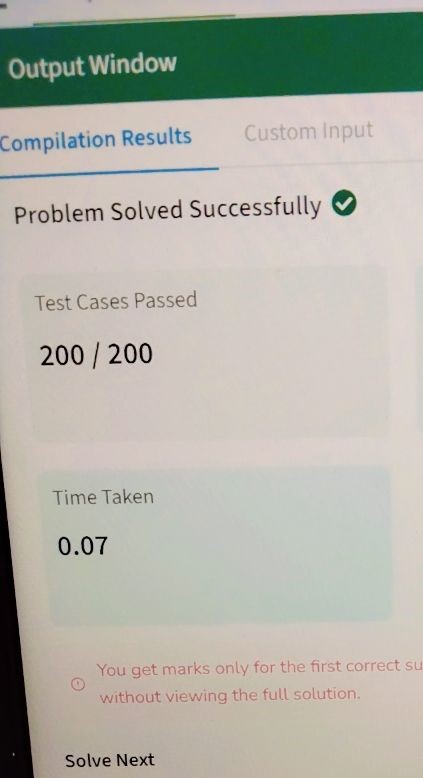 Output Window
Compilation Results
Custom Input
Problem Solved Successfully
Test Cases Passed
200 / 200
Time Taken
0.07
You get marks only for the first correct su
without viewing the full solution.
Solve Next